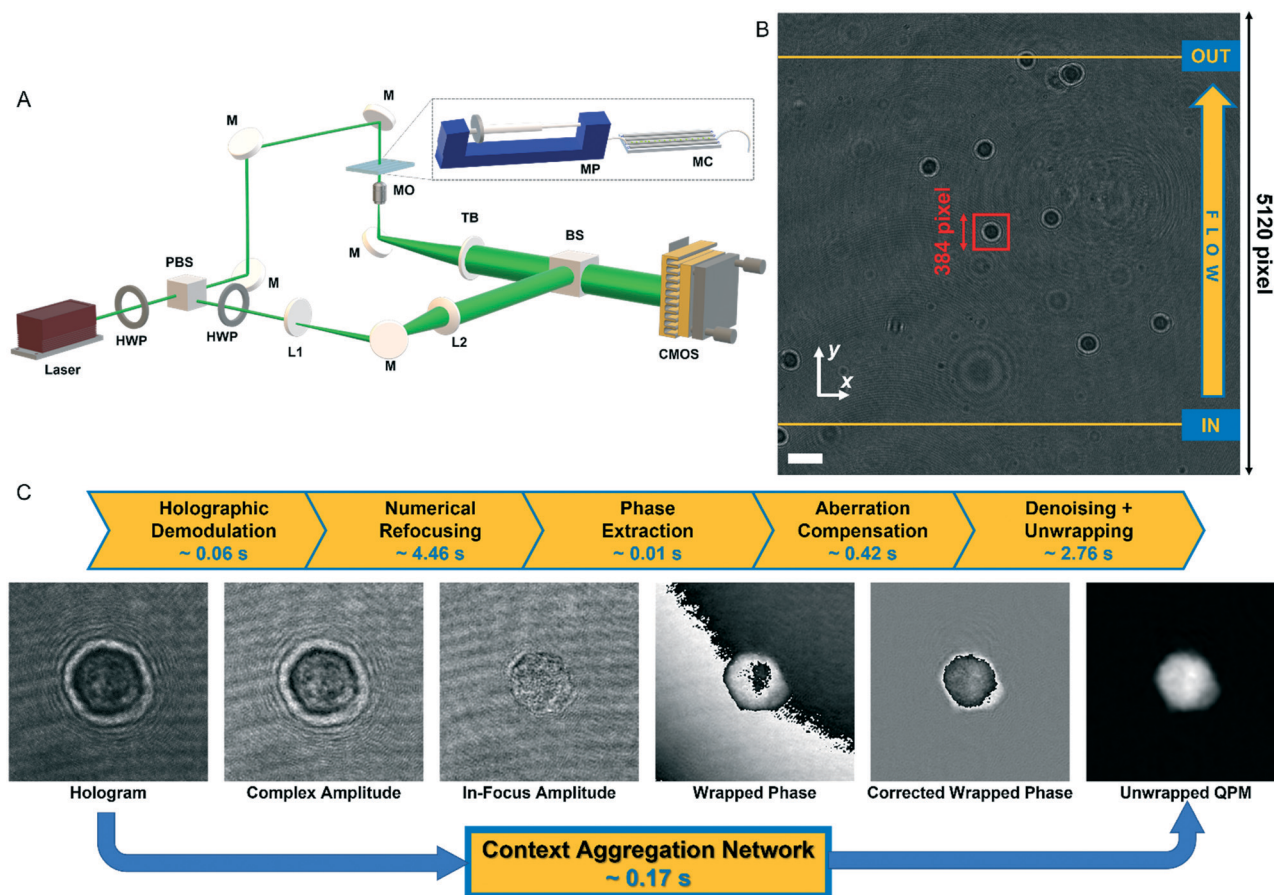 A
M
M
MO
MP
MC
TB
BS
M
PBS
M
HWP
HWP
L1
L2
M
Laser
CMOS
B
OUT
FLOW
5120 pixel
384 pixel
y
x
IN
C
Holographic
Demodulation
~ 0.06 s
Numerical
Refocusing
~ 4.46 s
Phase
Extraction
~ 0.01 s
Aberration
Compensation
~ 0.42 s
Denoising +
Unwrapping
~ 2.76 s
Hologram
Complex Amplitude
In-Focus Amplitude
Wrapped Phase
Corrected Wrapped Phase
Unwrapped QPM
Context Aggregation Network
~ 0.17 s